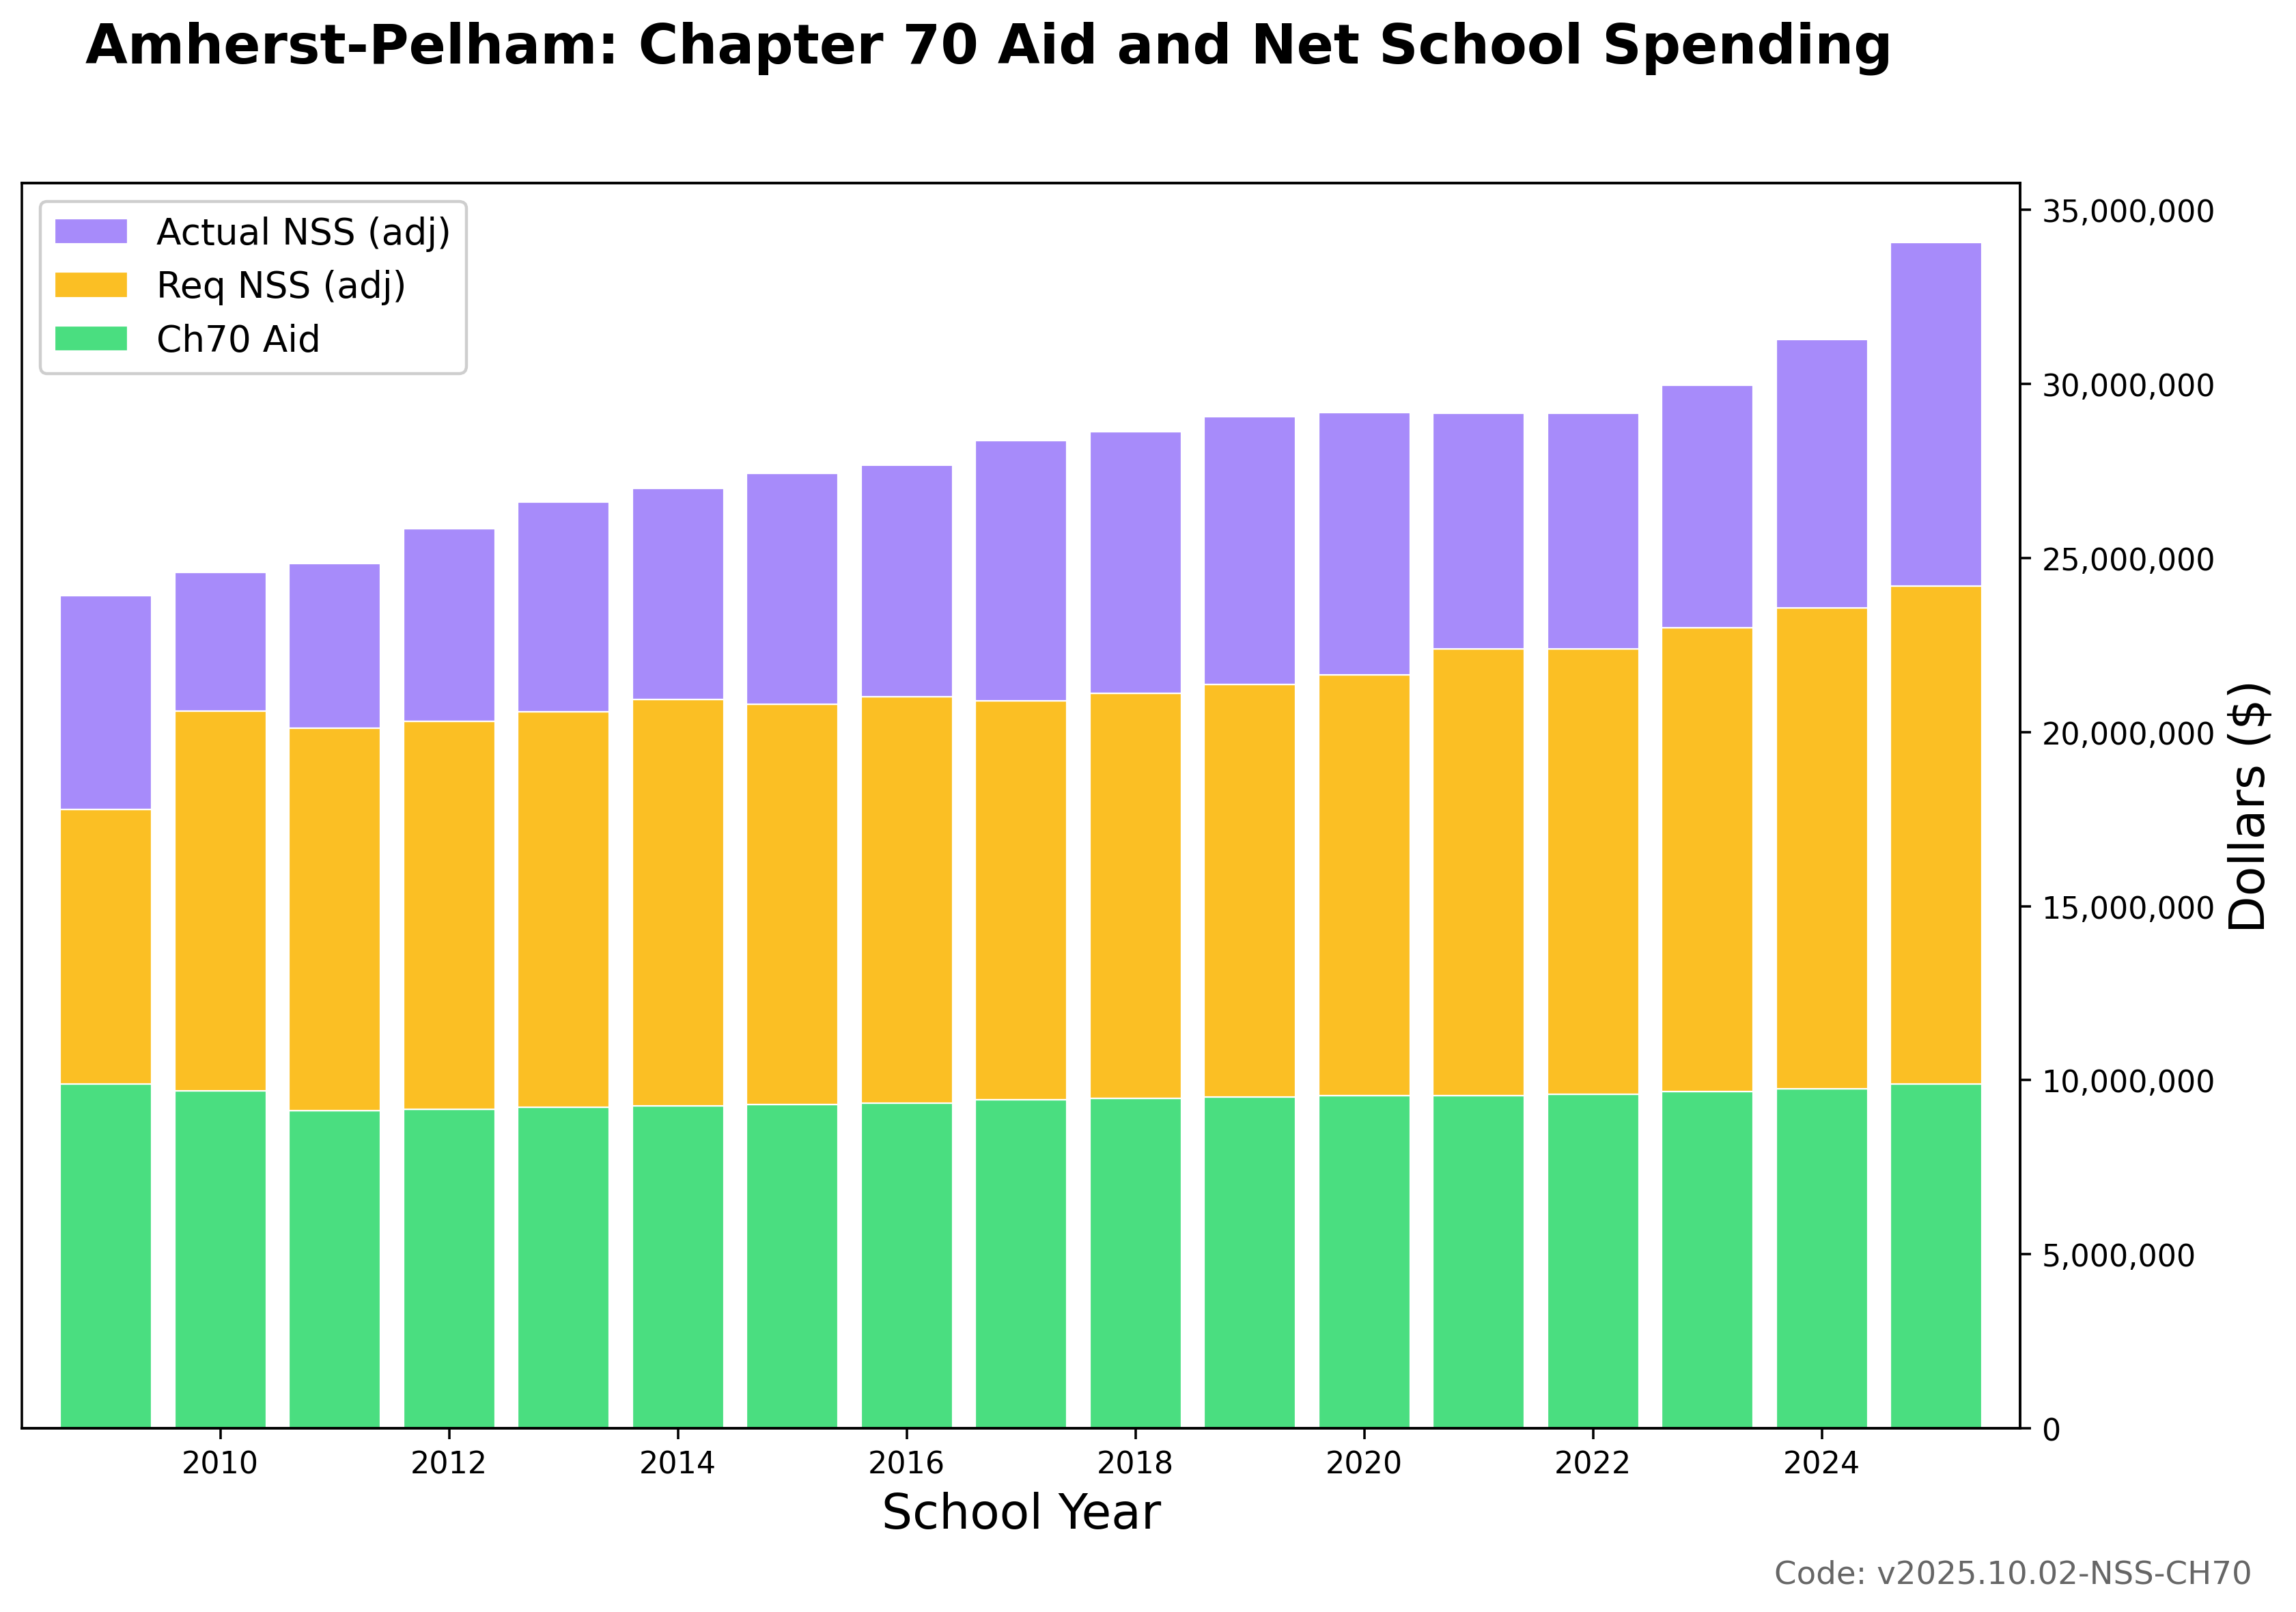 Amherst-Pelham: Chapter 70 Aid and Net School Spending
Actual NSS (adj)
Req NSS (adj)
Ch70 Aid
35,000,000
30,000,000
25,000,000
20,000,000
15,000,000
10,000,000
5,000,000
0
Dollars ($)
2010 2012 2014 2016 2018 2020 2022 2024
School Year
Code: v2025.10.02-NSS-CH70